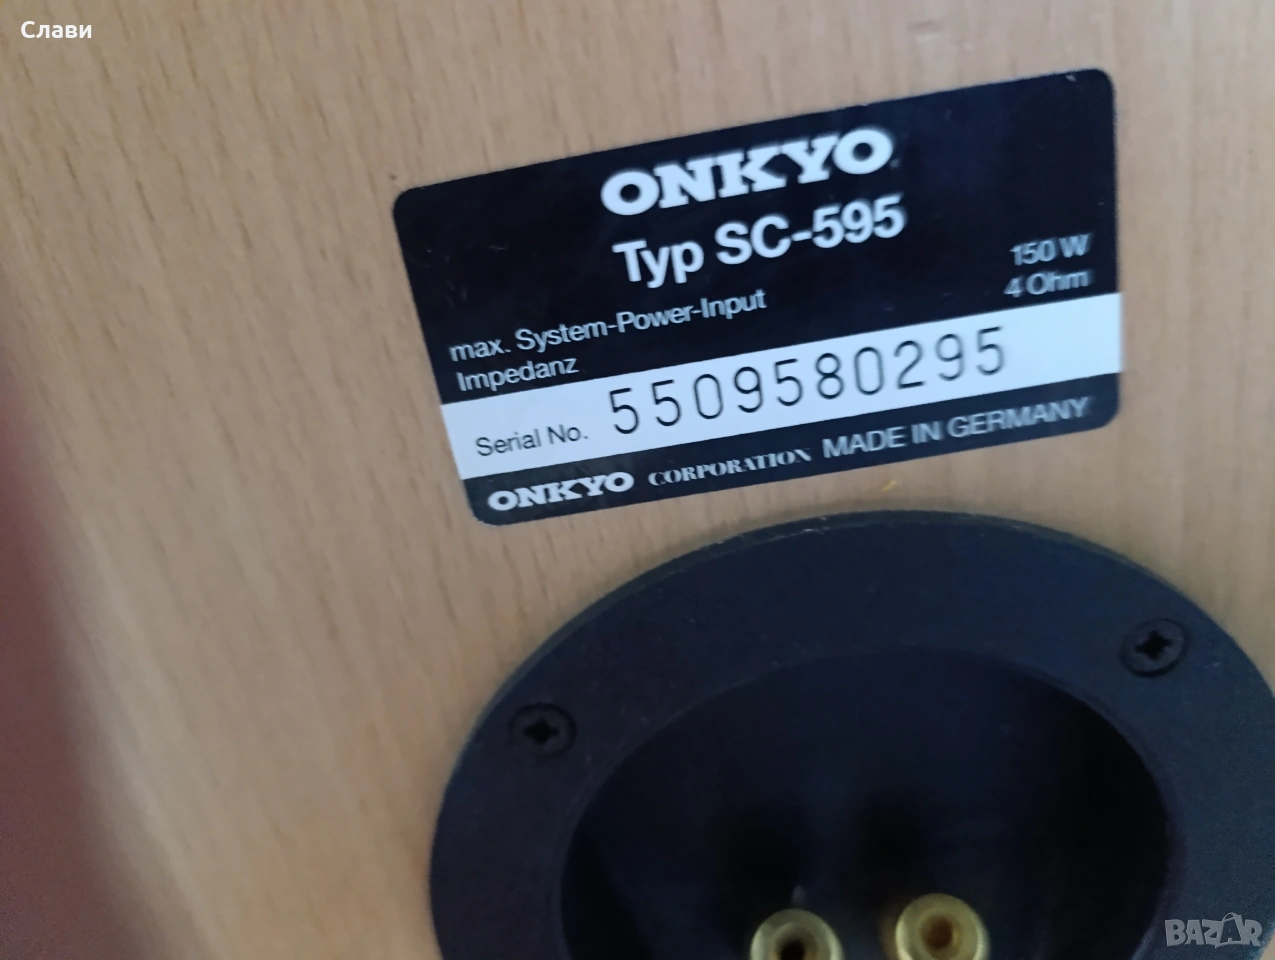 Слави
ONKYO
Typ SC-595
max. System-Power-Input 150 W
Impedanz 4 Ohm
Serial No. 5509580295
ONKYO CORPORATION MADE IN GERMANY
BAZAR